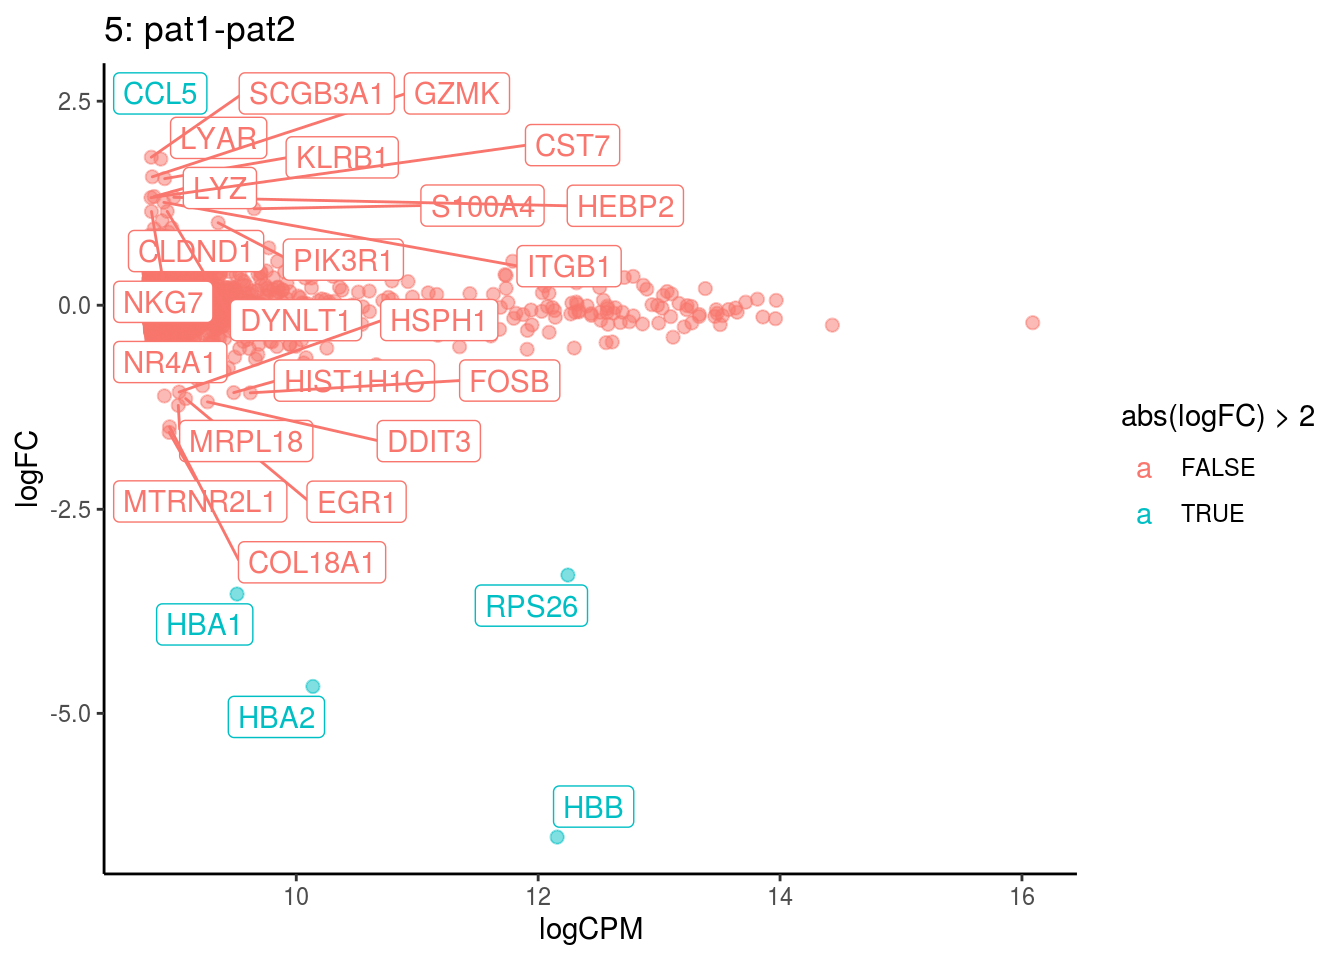 5: pat1-pat2
CCL5
SCGB3A1
GZMK
LYAR
KLRB1
CST7
LYZ
S100A4
HEBP2
CLDND1
PIK3R1
ITGB1
NKG7
DYNLT1
HSPH1
NR4A1
HIST1H1C
FOSB
MRPL18
DDIT3
MTRNR2L1
EGR1
COL18A1
HBA1
RPS26
HBA2
HBB
2.5
0.0
-2.5
-5.0
logFC
10
12
14
16
logCPM
abs(logFC) > 2
a FALSE
a TRUE